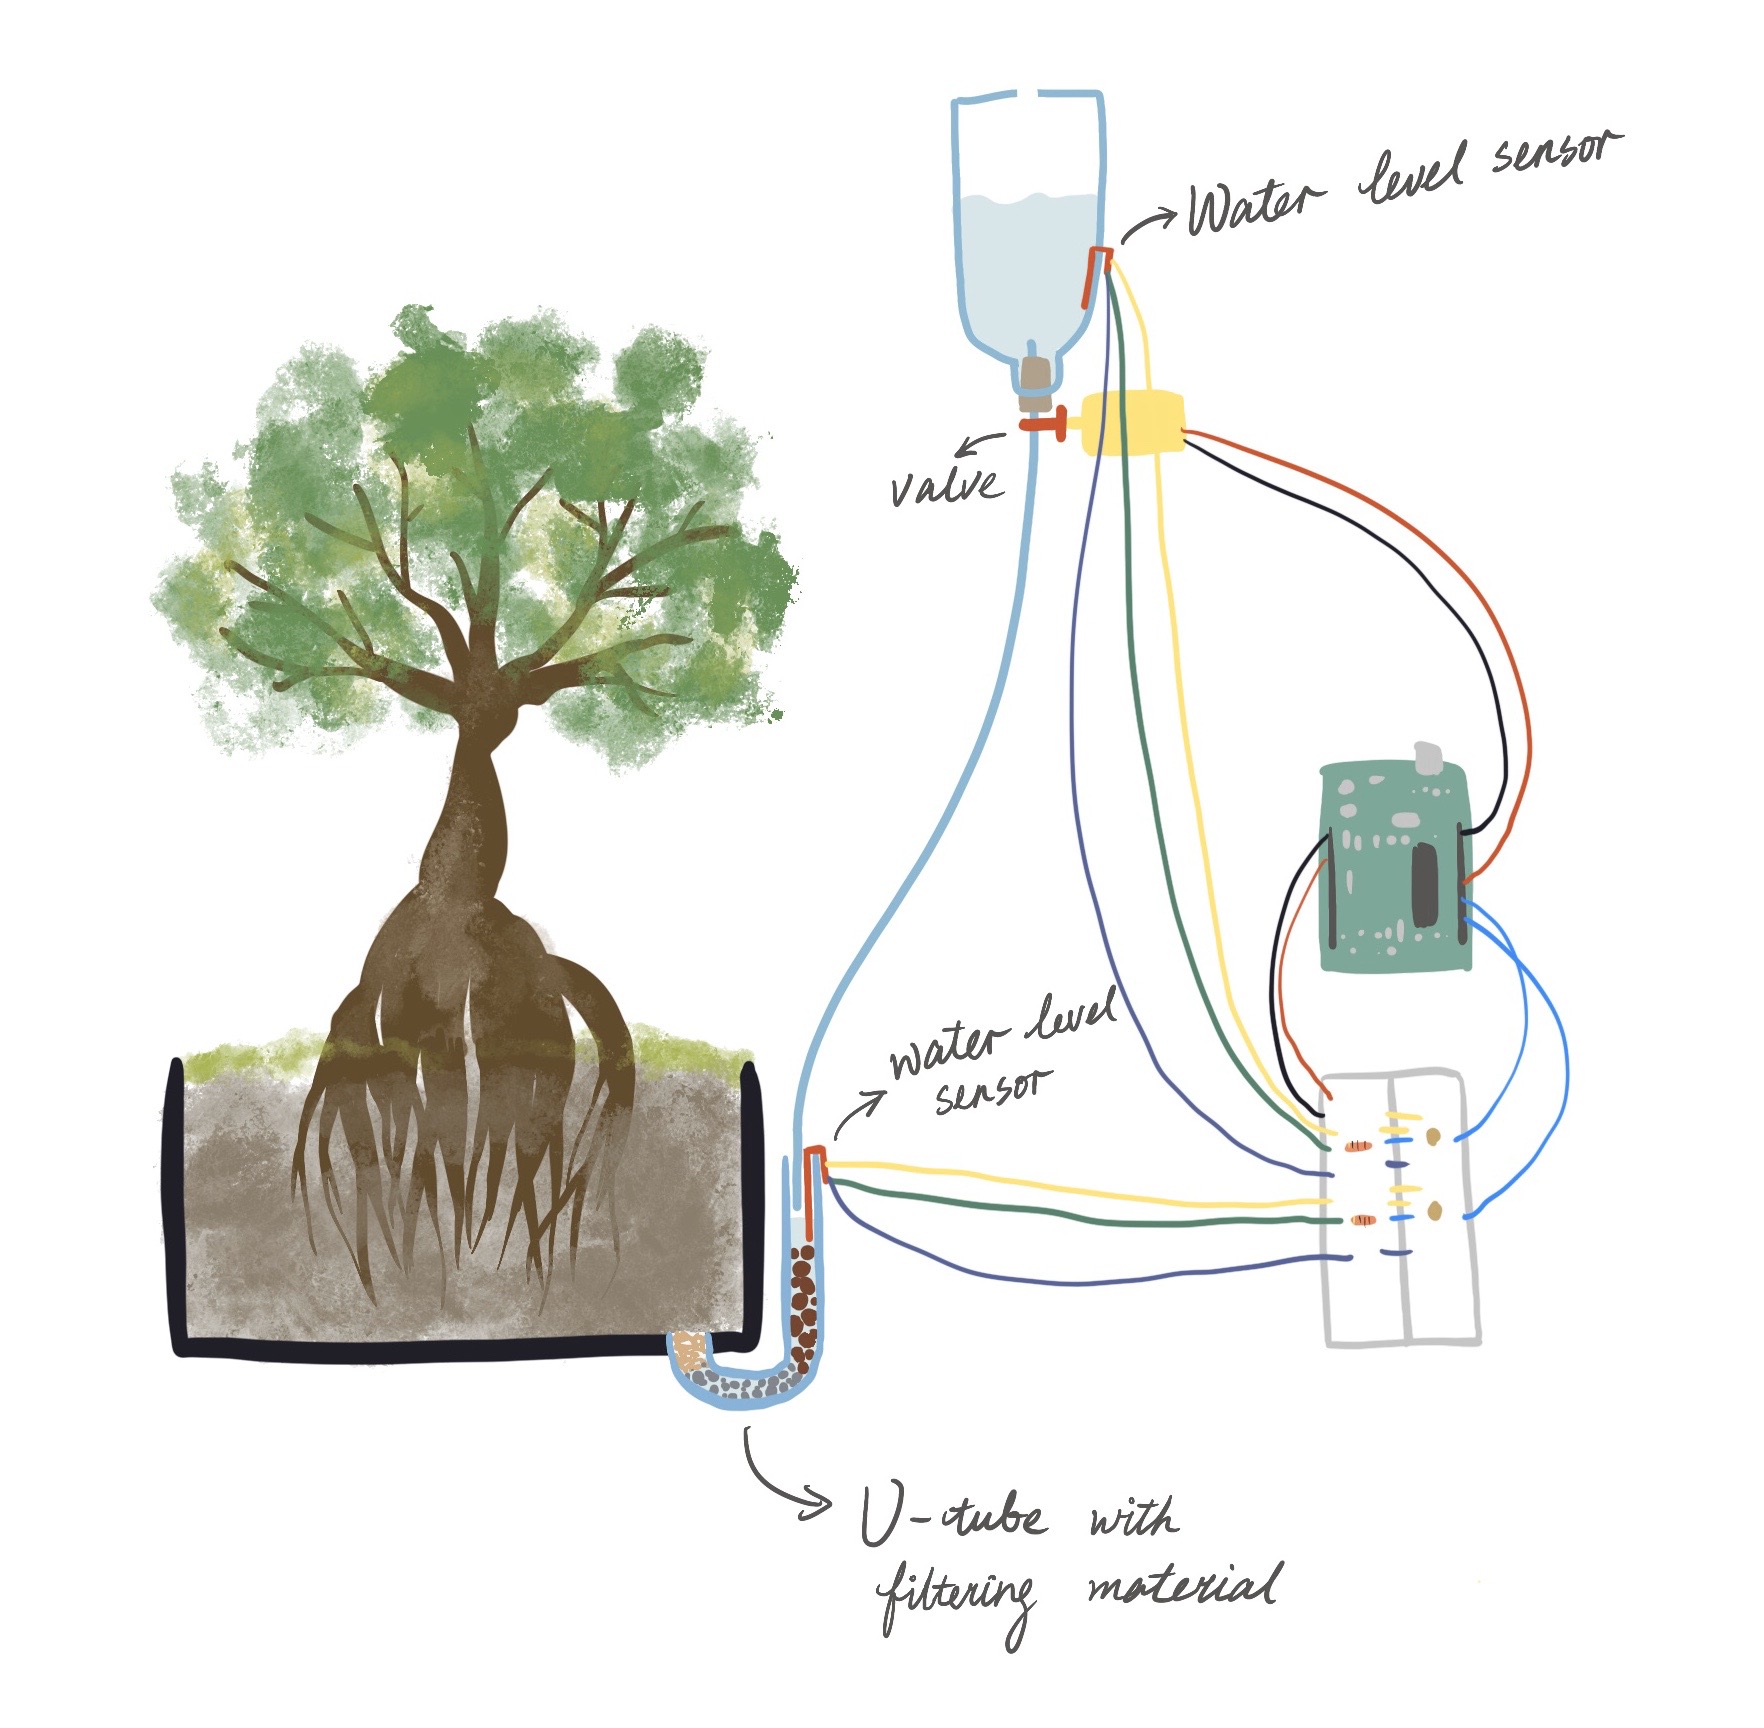 Water level sensor
valve
water level
sensor
U-tube with
filtering material